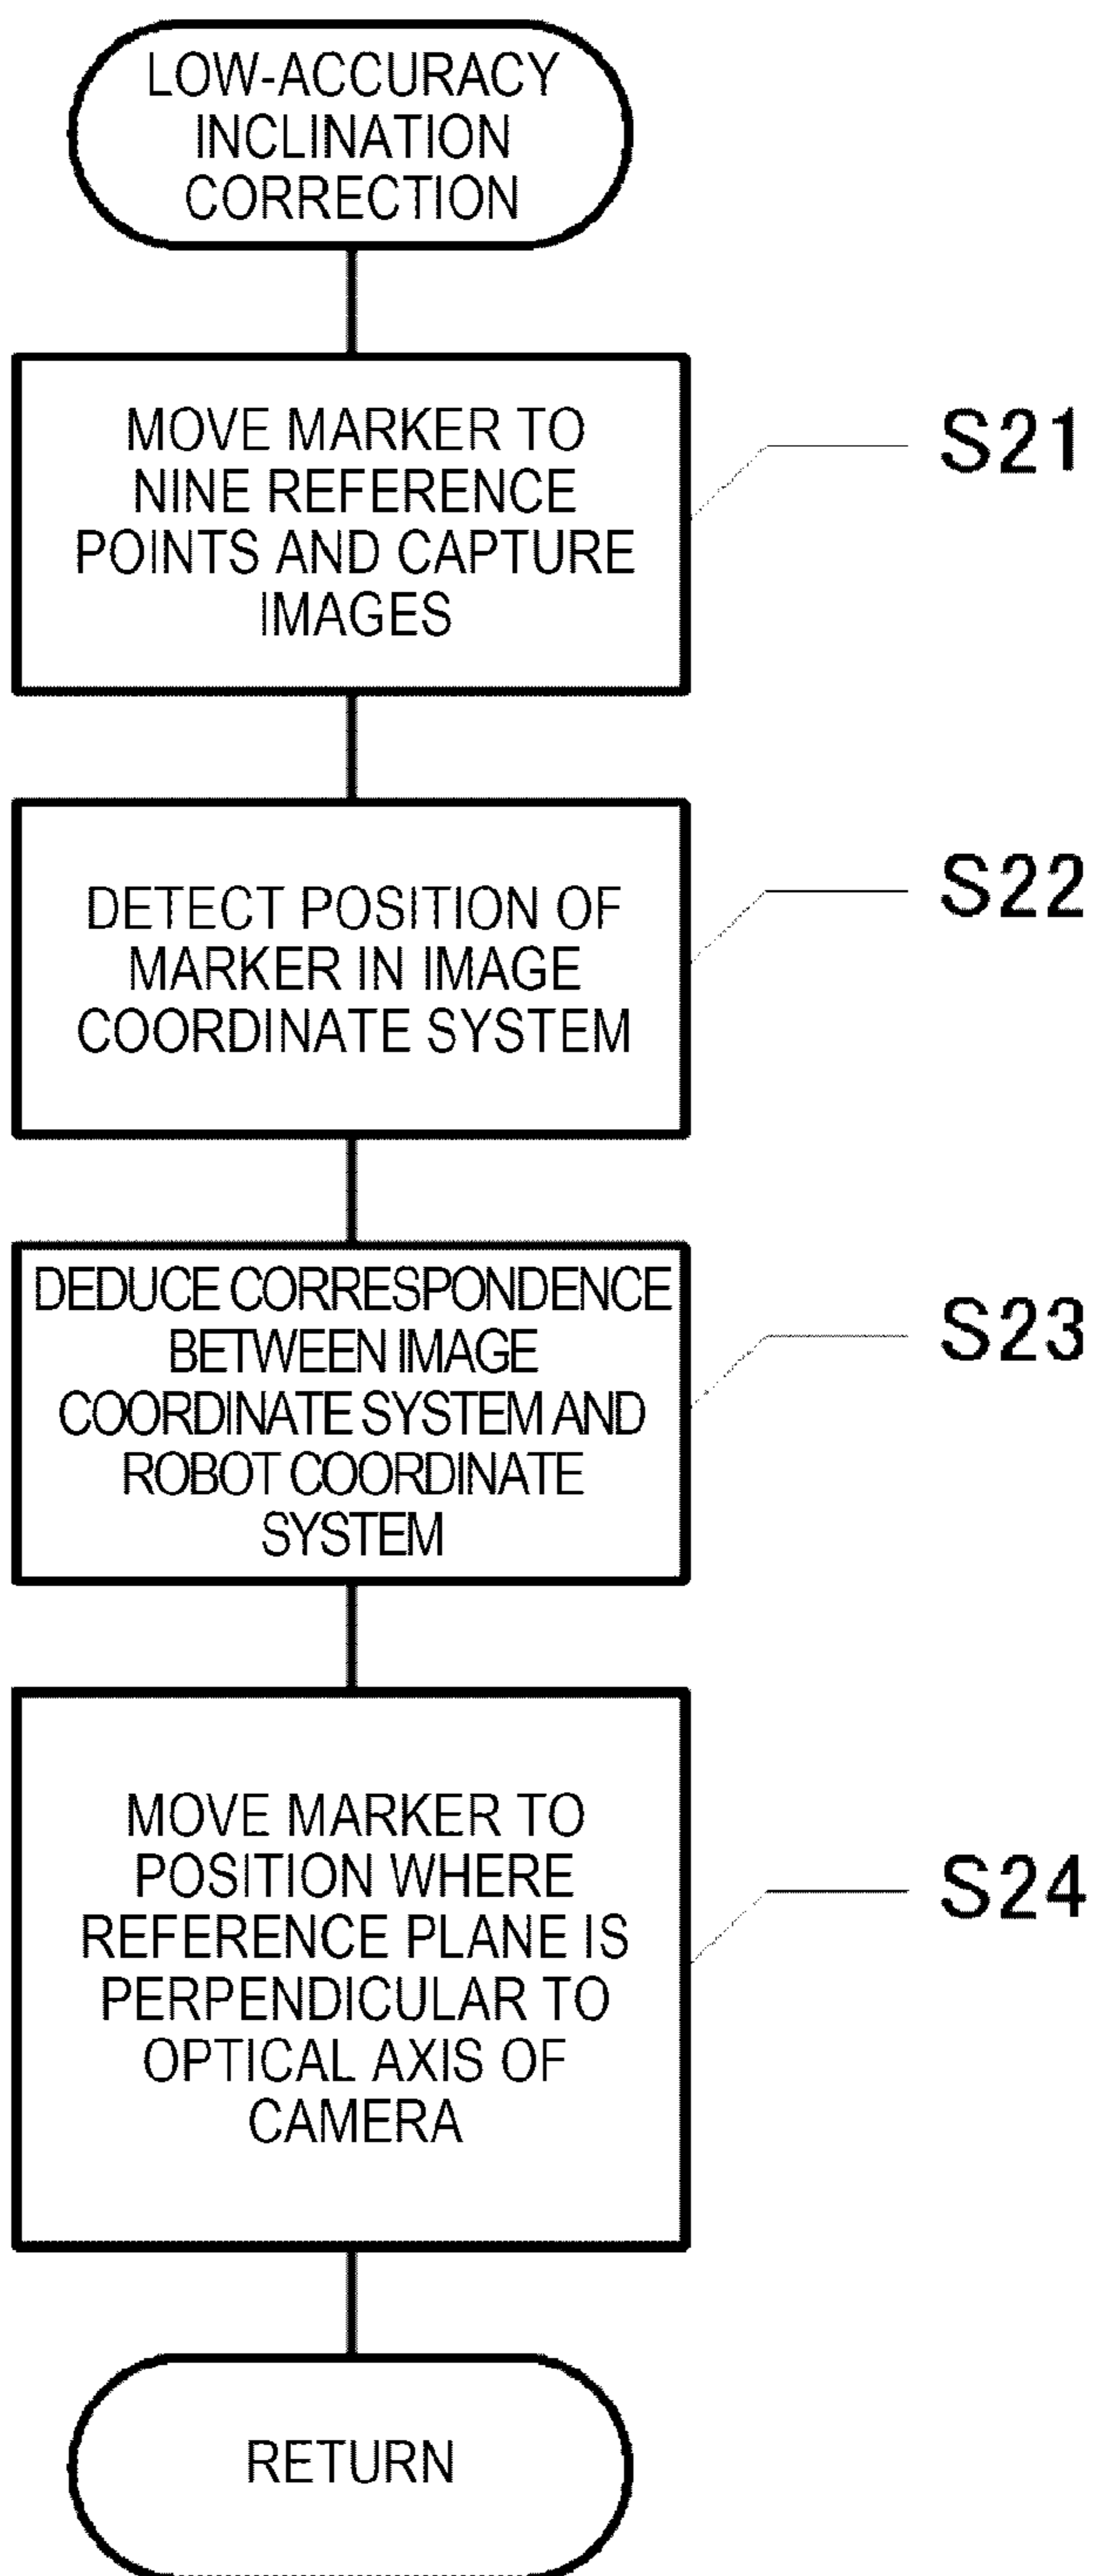 LOW-ACCURACY
INCLINATION
CORRECTION
MOVE MARKER TO
NINE REFERENCE
POINTS AND CAPTURE
IMAGES
S21
DETECT POSITION OF
MARKER IN IMAGE
COORDINATE SYSTEM
S22
DEDUCE CORRESPONDENCE
BETWEEN IMAGE
COORDINATE SYSTEM AND
ROBOT COORDINATE
SYSTEM
S23
MOVE MARKER TO
POSITION WHERE
REFERENCE PLANE IS
PERPENDICULAR TO
OPTICAL AXIS OF
CAMERA
S24
RETURN